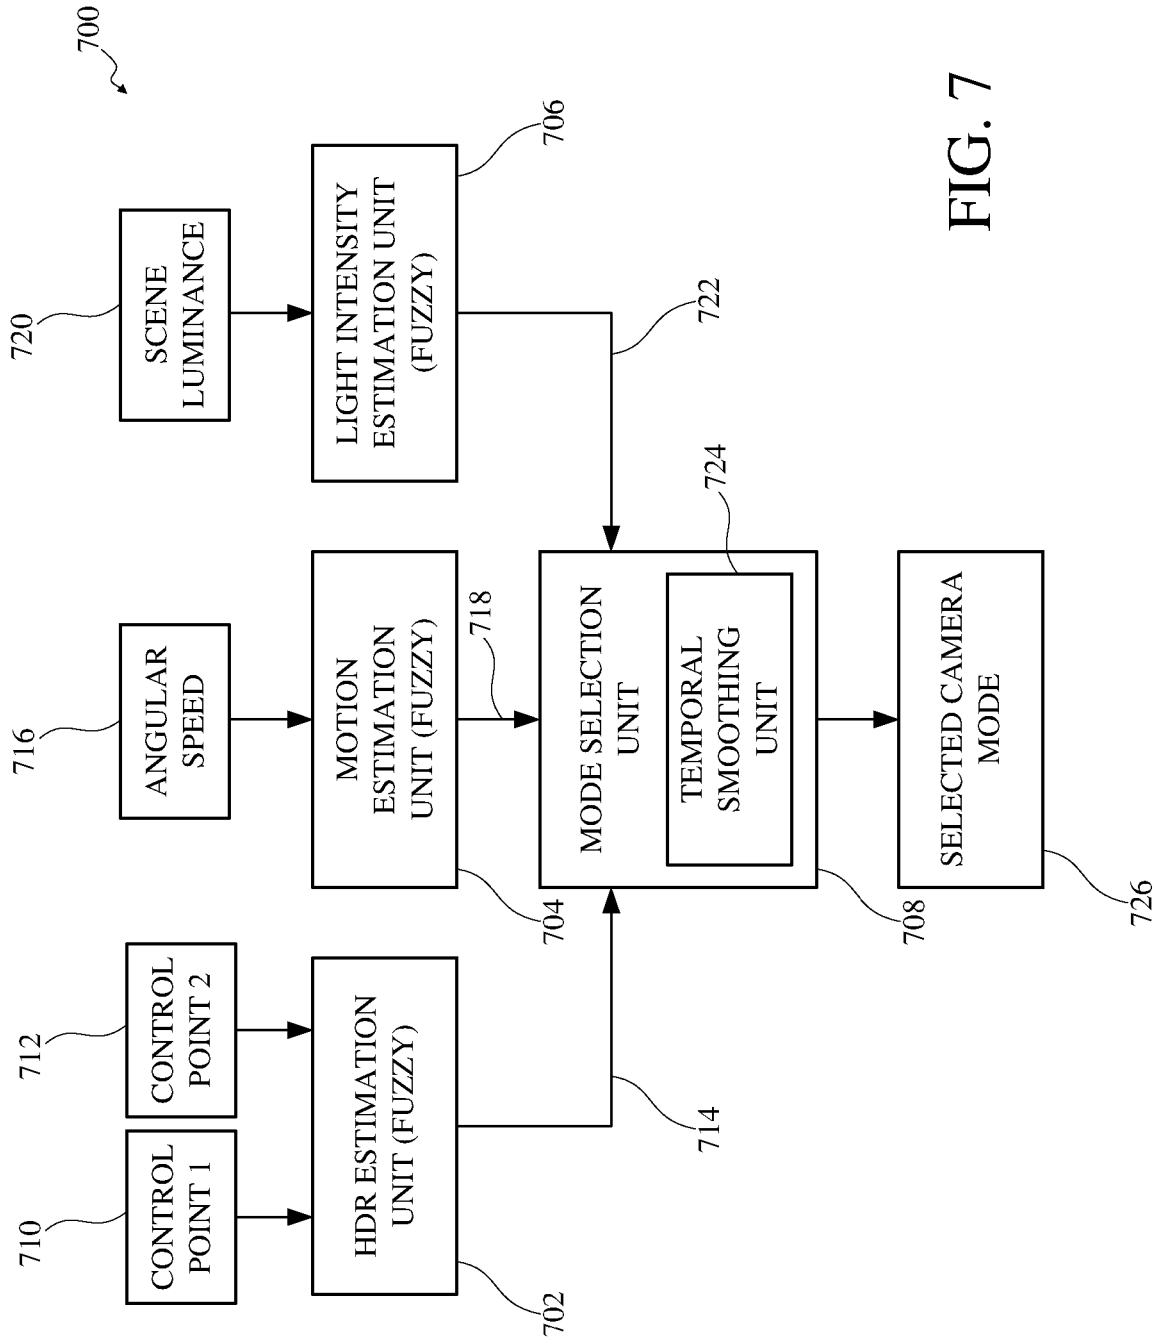 700
710
CONTROL
POINT 1
712
CONTROL
POINT 2
716
ANGULAR
SPEED
720
SCENE
LUMINANCE
702
HDR ESTIMATION
UNIT (FUZZY)
704
MOTION
ESTIMATION
UNIT (FUZZY)
706
LIGHT INTENSITY
ESTIMATION UNIT
(FUZZY)
714
718
722
708
MODE SELECTION
UNIT
724
TEMPORAL
SMOOTHING
UNIT
726
SELECTED CAMERA
MODE
FIG. 7